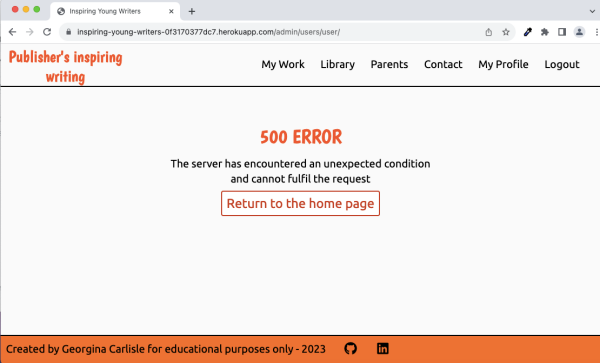 Inspiring Young Writers
inspiring-young-writers-0f3170377dc7.herokuapp.com/admin/users/user/
Publisher's inspiring
writing
My Work Library Parents Contact My Profile Logout
500 ERROR
The server has encountered an unexpected condition
and cannot fulfil the request
Return to the home page
Created by Georgina Carlisle for educational purposes only - 2023